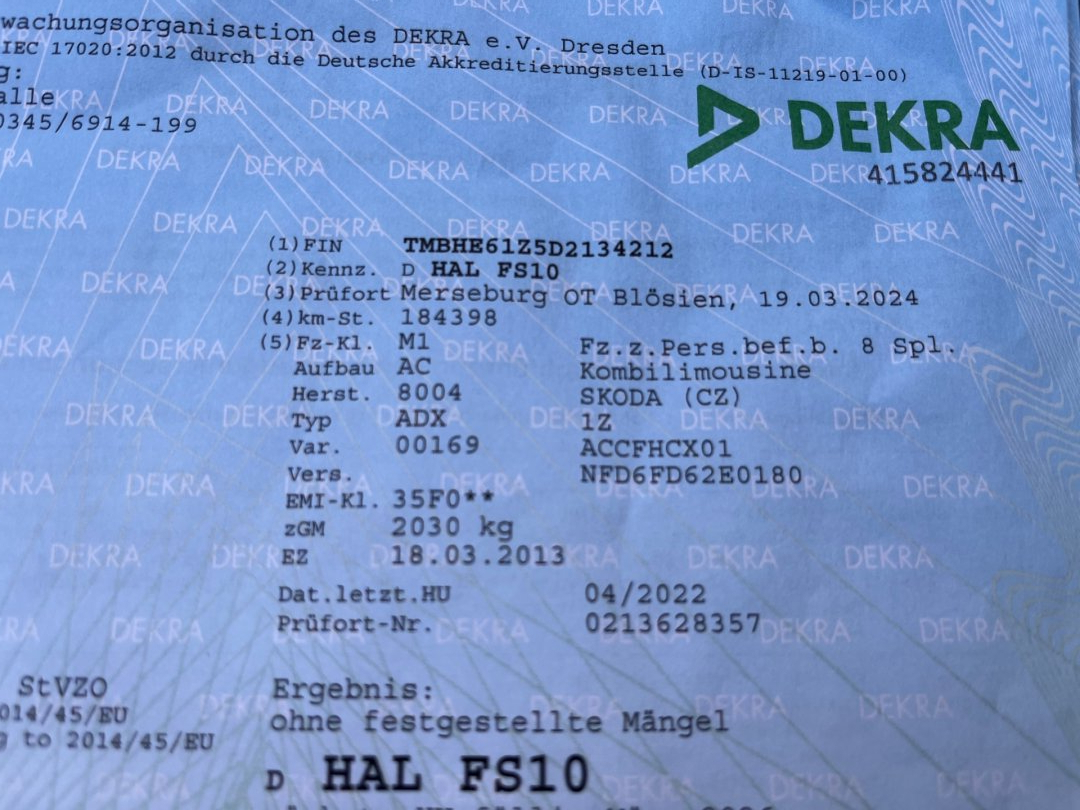 wachungsorganisation des DEKRA e.V. Dresden
IEC 17020:2012 durch die Deutsche Akkreditierungsstelle (D-IS-11219-01-00)
g:
alle
0345/6914-199
DEKRA
415824441
(1) FIN TMBHE61Z5D2134212
(2) Kennz. D HAL FS10
(3) Prüfort Merseburg OT Blösien, 19.03.2024
(4) km-St. 184398
(5) Fz-Kl. M1 Fz.z.Pers.bef.b. 8 Spl.
Aufbau AC Kombilimousine
Herst. 8004 SKODA (CZ)
Typ ADX 1Z
Var. 00169 ACCFHCX01
Vers. NFD6FD62E0180
EMI-Kl. 35F0**
zGM 2030 kg
EZ 18.03.2013
Dat.letzt.HU 04/2022
Prüfort-Nr. 0213628357
StVZO
014/45/EU
g to 2014/45/EU
Ergebnis:
ohne festgestellte Mängel
D HAL FS10